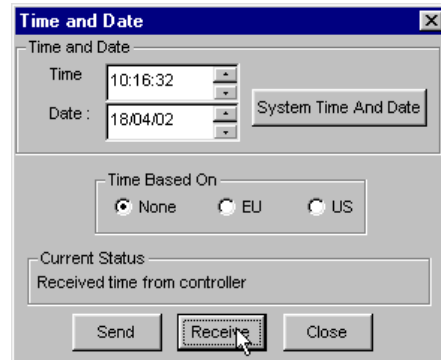 Time and Date
Time and Date
Time
10:16:32
Date :
18/04/02
System Time And Date
Time Based On
None EU US
Current Status
Received time from controller
Send Receive Close